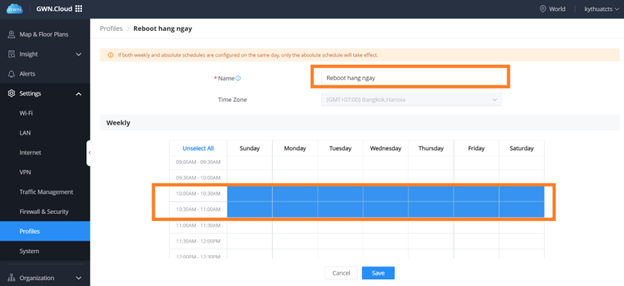 GWN
GWN.Cloud
World
kythuatcts
Map & Floor Plans
Insight
Alerts
Settings
Wi-Fi
LAN
Internet
VPN
Traffic Management
Firewall & Security
Profiles
System
Organization
Profiles > Reboot hang ngay
If both weekly and absolute schedules are configured on the same day, only the absolute schedule will take effect.
* Name
Reboot hang ngay
Time Zone
(GMT+07:00) Bangkok,Hanoia
Weekly
Unselect All Sunday Monday Tuesday Wednesday Thursday Friday Saturday
09:00AM - 09:30AM
09:30AM - 10:00AM
10:00AM - 10:30AM
10:30AM - 11:00AM
11:00AM - 11:30AM
11:30AM - 12:00PM
12:00PM - 12:30PM
Cancel Save